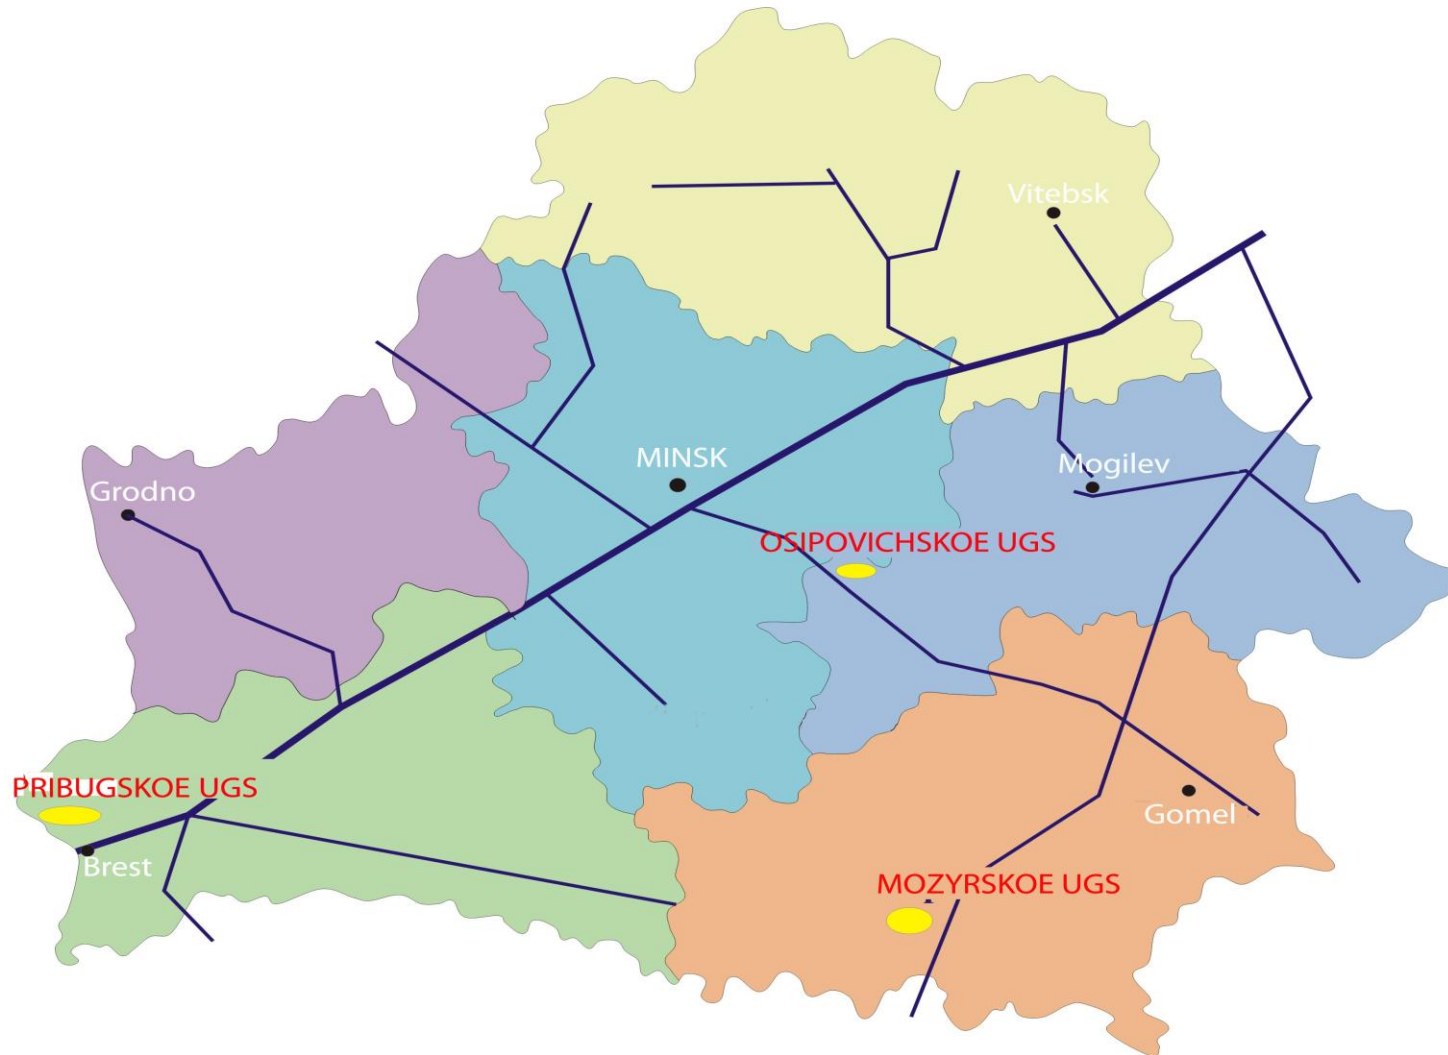 Vitebsk
MINSK
Mogilev
Grodno
OSIPOVICHSKOE UGS
PRIBUGSKOE UGS
Gomel
Brest
MOZYRSKOE UGS